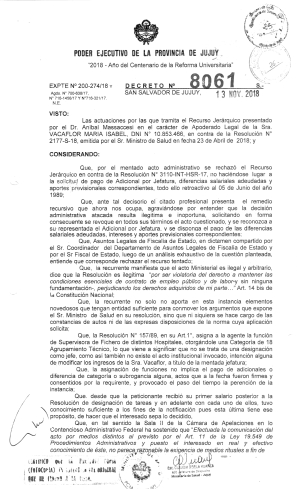 PODER EJECUTIVO DE LA PROVINCIA DE JUJUY
"2018 - Año del Centenario de la Reforma Universitaria"
EXPTE Nº 200-274/18
DECRETO Nº 8061 S.-
SAN SALVADOR DE JUJUY, 13 NOV. 2018
VISTO:
Las actuaciones por las que tramita el Recurso Jerárquico presentado
por el Dr. Aníbal Massaccesi en el carácter de Apoderado Legal de la Sra.
VACAFLOR MARIA ISABEL, DNI Nº 10.853.466, en contra de la Resolución Nº
2177-S-18, emitida por el Sr. Ministro de Salud en fecha 23 de Abril de 2018; y
CONSIDERANDO:
Que, por el mentado acto administrativo se rechazó el Recurso
Jerárquico en contra de la Resolución Nº 3110-INT-HSR-17, no haciéndose lugar a
la solicitud de pago de Adicional por Jefatura, diferencias salariales adeudadas y
aportes previsionales correspondientes, todo ello retroactivo al 05 de Junio del año
1989;
Que, ante tal decisorio el citado profesional presenta el remedio
recursivo que ahora nos ocupa, agraviándose por entender que la decisión
administrativa atacada resulta ilegítima e inoportuna, solicitando en forma
consecuente se revoque en todos sus términos el acto cuestionado, y se reconozca a
su representada el Adicional por Jefatura, y se disponga el pago de las diferencias
salariales adeudadas, intereses y aportes previsionales correspondientes.
Que, Asuntos Legales de Fiscalía de Estado, en dictamen compartido por
el Sr. Coordinador del Departamento de Asuntos Legales de Fiscalía de Estado y
por el Sr. Fiscal de Estado, luego de un análisis exhaustivo de la cuestión planteada,
entiende que corresponde rechazar el recurso tentado;
Que, la recurrente manifiesta que el acto Ministerial es ilegal y arbitrario,
dice que la Resolución es ilegítima "por ser violatoria del derecho a mantener las
condiciones esenciales de contrato de empleo público y de labor y sin ninguna
fundamentación-, perjudicando los derechos adquiridos de mi parte...". Art. 14 bis de
la Constitución Nacional;
Que, la recurrente no solo no aporta en esta instancia elementos
novedosos que tengan entidad suficiente para conmover los argumentos que expone
el Sr. Ministro de Salud en su resolutorio, sino que ni siquiera se hace cargo de las
constancias de autos ni de las expresas disposiciones de la norma cuya aplicación
solicita;
Que, la Resolución Nº 157/89, en su Art.1º, asigna a la agente la función
de Supervisora de Fichero de distintos Hospitales, otorgándole una Categoría de 18
Agrupamiento Técnico, lo que viene a significar que no se trata de una designación
como jefe, como así también no existe el acto institucional invocado, intención alguna
de modificar los ingresos de la Sra. Vacaflor, a título de la mentada jefatura;
Que, la asignación de funciones no implica el pago de adicionales o
diferencia de categoría o subrogancia alguna, actos que a la fecha fueron firmes y
consentidos por la requirente, y provocado el paso del tiempo la perención de la
instancia;
Que, desde que la peticionante recibió su primer salario posterior a la
Resolución de designación de tareas y en adelante con cada uno de ellos, tuvo
conocimiento suficiente a los fines de la notificación pues ésta última tiene ese
propósito, de hacer que el interesado sepa lo decidido,
Que, en tal sentido la Sala II de la Cámara de Apelaciones en lo
Contencioso Administrativo Federal ha sostenido que "Efectuada la comunicación del
acto por medios distintos al previsto por el Art. 11 de la Ley 19.549 de
Procedimientos Administrativos y puesto el interesado en real y efectivo
conocimiento de éste, no parece razonable la exigencia de medios rituales a fin de